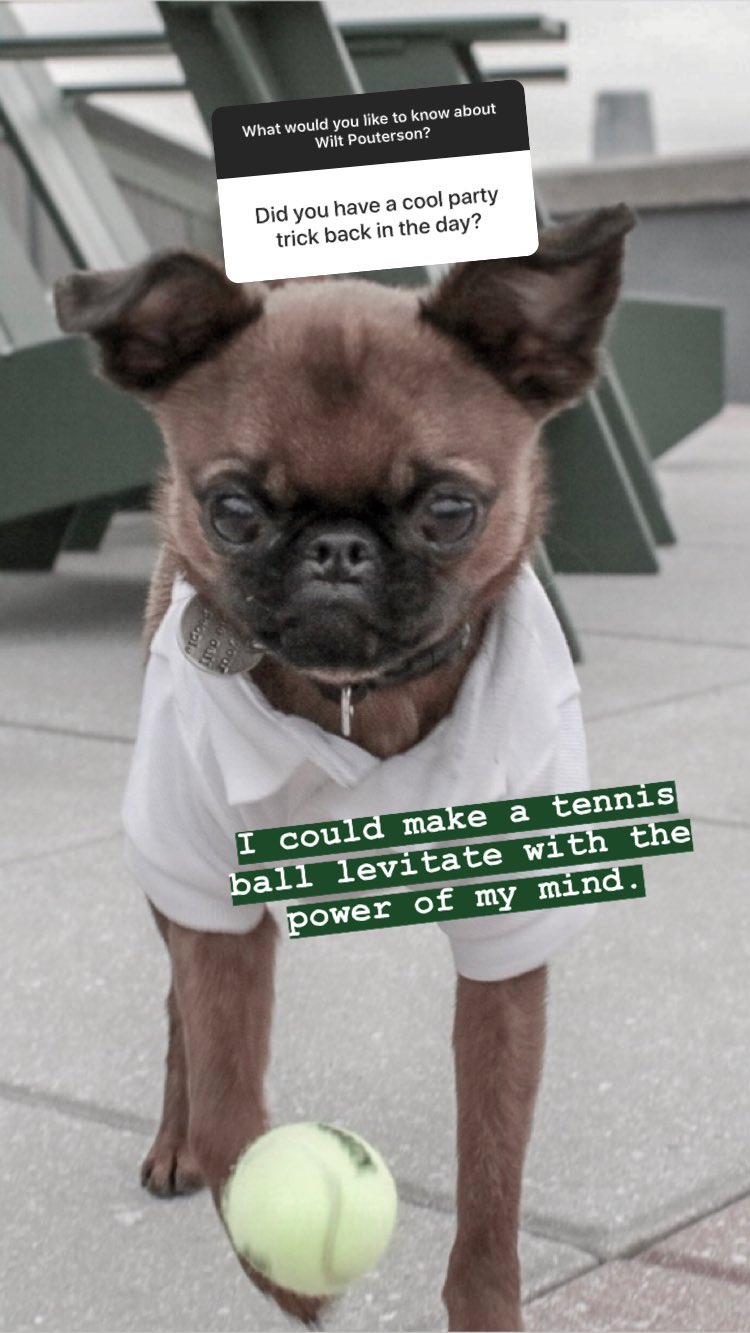 What would you like to know about
Wilt Pouterson?
Did you have a cool party
trick back in the day?
I could make a tennis
ball levitate with the
power of my mind.